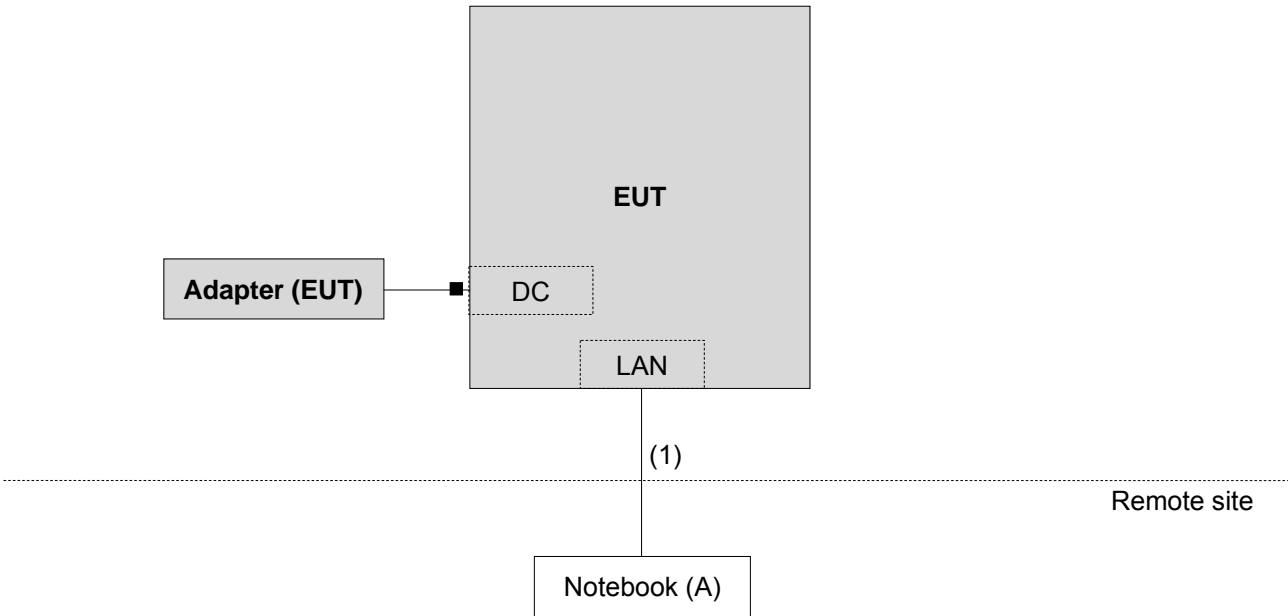 EUT
Adapter (EUT)
DC
LAN
(1)
Remote site
Notebook (A)